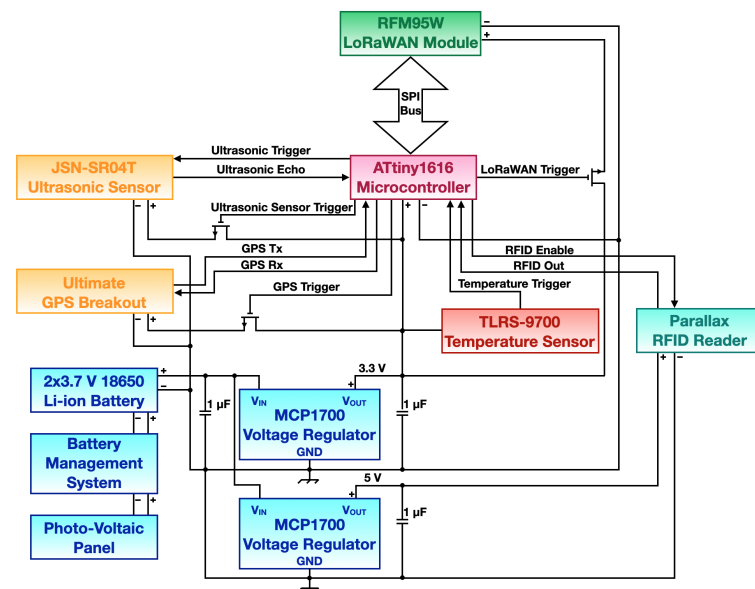 RFM95W
LoRaWAN Module
−
+
SPI
Bus
JSN-SR04T
Ultrasonic Sensor
− +
Ultrasonic Trigger
Ultrasonic Echo
ATtiny1616
Microcontroller
+ −
LoRaWAN Trigger
Ultrasonic Sensor Trigger
GPS Tx
GPS Rx
RFID Enable
RFID Out
Ultimate
GPS Breakout
− +
GPS Trigger
Temperature Trigger
TLRS-9700
Temperature Sensor
Parallax
RFID Reader
+ −
2x3.7 V 18650
Li-ion Battery
+
−
− +
1 µF
3.3 V
+
VIN VOUT
MCP1700
Voltage Regulator
GND
1 µF
Battery
Management
System
− +
5 V
+
VIN VOUT
MCP1700
Voltage Regulator
GND
1 µF
Photo-Voltaic
Panel